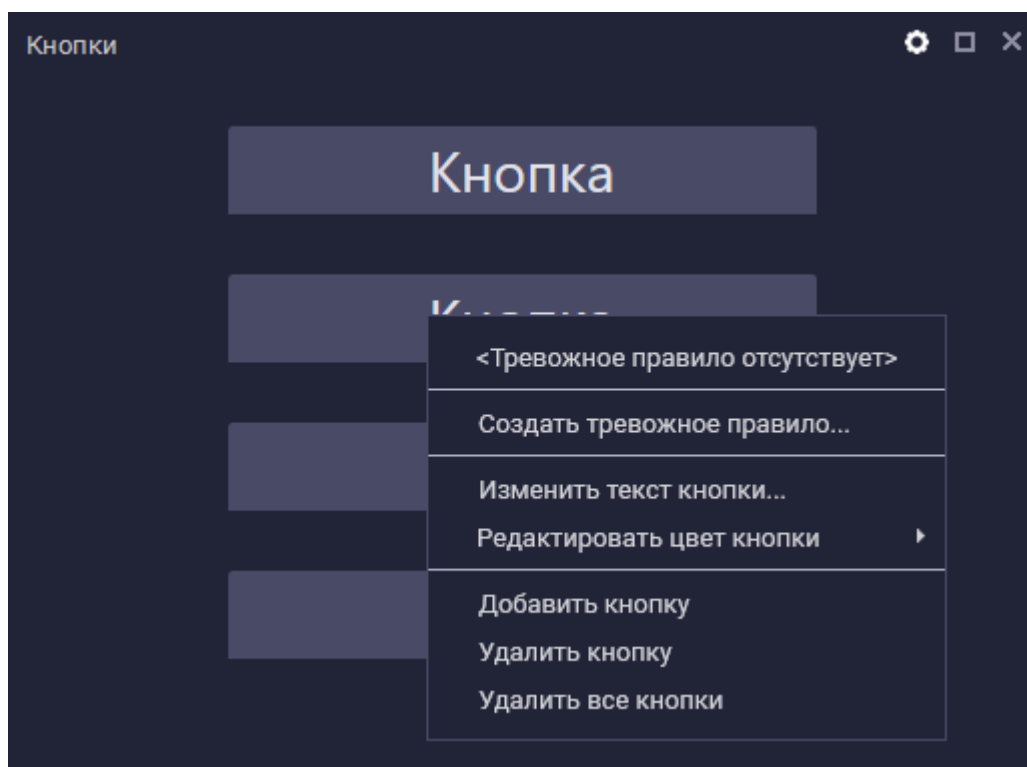 Кнопки
Кнопка
<Тревожное правило отсутствует>
Создать тревожное правило...
Изменить текст кнопки...
Редактировать цвет кнопки
Добавить кнопку
Удалить кнопку
Удалить все кнопки